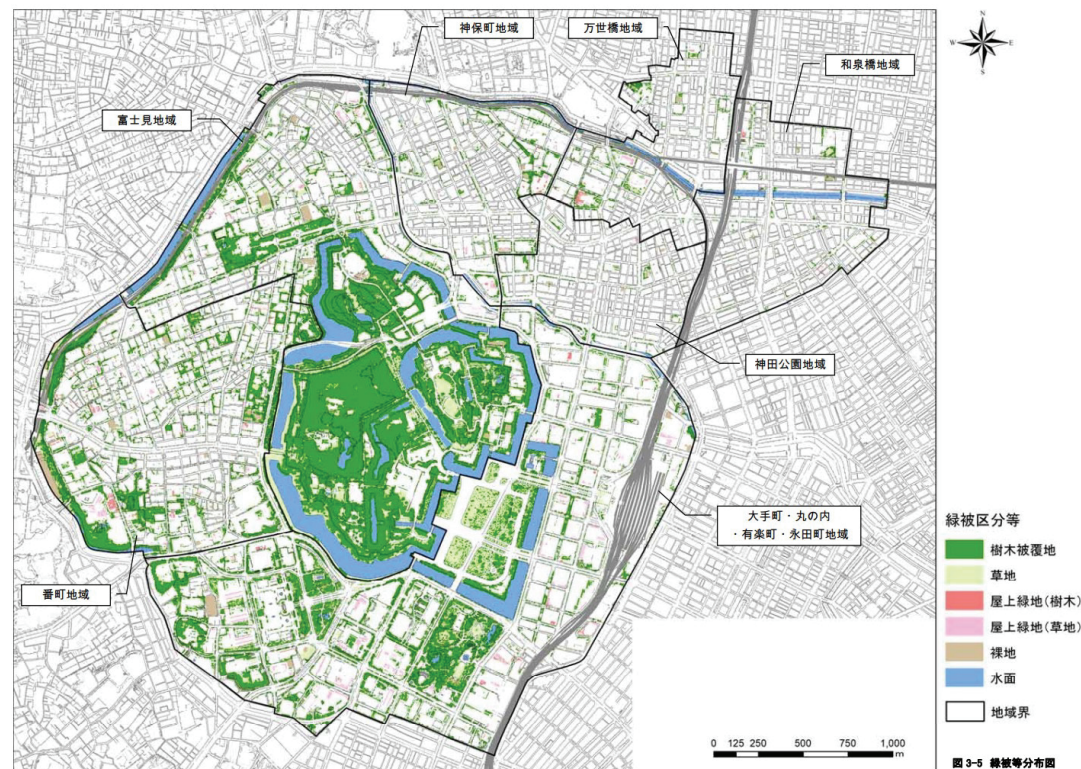 神保町地域
万世橋地域
和泉橋地域
富士見地域
N
W
E
S
神田公園地域
大手町・丸の内
・有楽町・永田町地域
番町地域
緑被区分等
樹木被覆地
草地
屋上緑地(樹木)
屋上緑地(草地)
裸地
水面
地域界
0 125 250 500 750 1,000
m
図 3-5 緑被等分布図